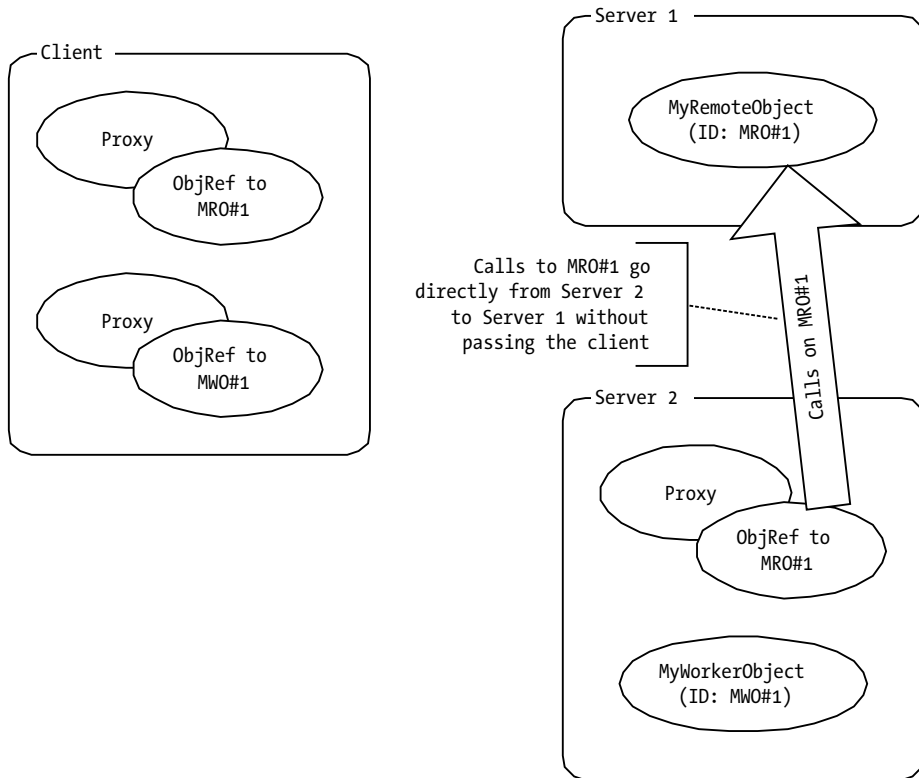 Client
Proxy
ObjRef to
MRO#1
Proxy
ObjRef to
MWO#1
Server 1
MyRemoteObject
(ID: MRO#1)
Calls to MRO#1 go
directly from Server 2
to Server 1 without
passing the client
Calls on MRO#1
Server 2
Proxy
ObjRef to
MRO#1
MyWorkerObject
(ID: MWO#1)